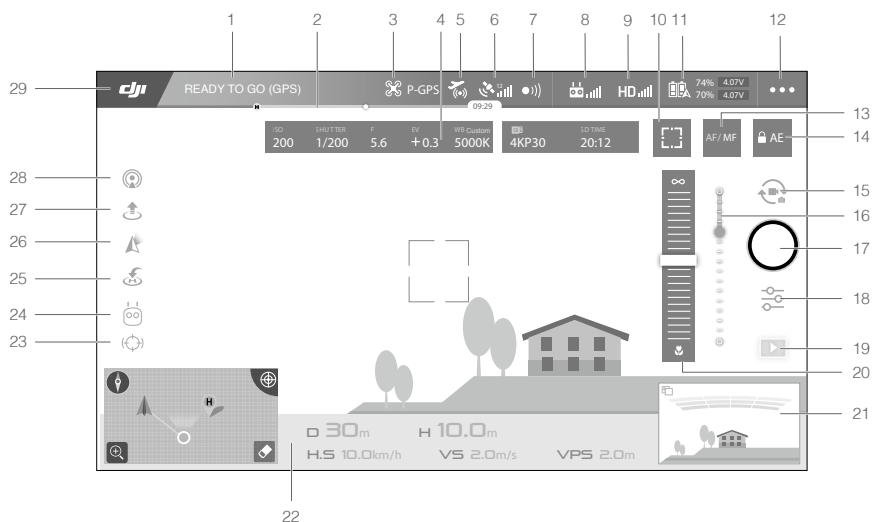 1 2 3 4 5 6 7 8 9 10 11 12
29 dji READY TO GO (GPS) P-GPS 12 HD 74% 4.07V
70% 4.07V
H 09:29
13
ISO SHUTTER F EV WB Custom SD TIME
200 1/200 5.6 +0.3 5000K 4KP30 20:12
AF/MF AE 14
28 ∞ 15
27 16
26 17
25
24 18
23 19
20
H
21
D 30m H 10.0m
H.S 10.0km/h VS 2.0m/s VPS 2.0m
22